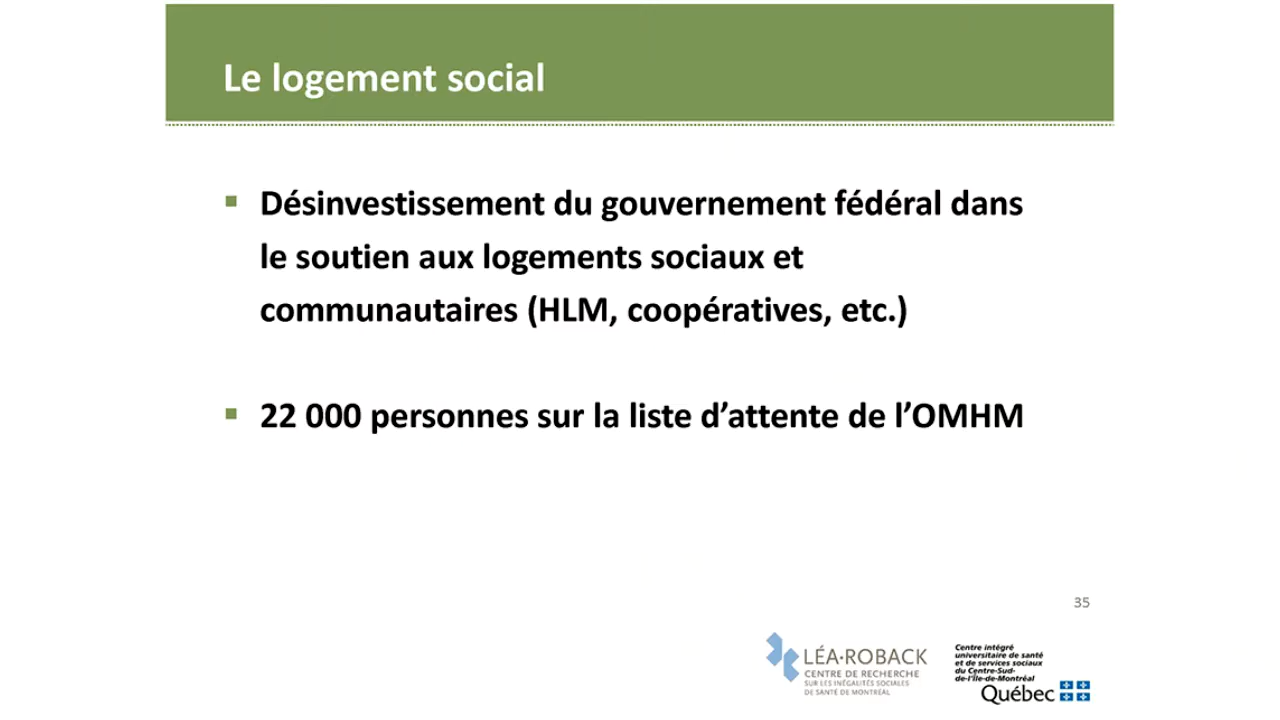 Le logement social
▪ Désinvestissement du gouvernement fédéral dans
le soutien aux logements sociaux et
communautaires (HLM, coopératives, etc.)
▪ 22 000 personnes sur la liste d’attente de l’OMHM
35
LÉA·ROBACK
CENTRE DE RECHERCHE
SUR LES INÉGALITÉS SOCIALES
DE SANTÉ DE MONTRÉAL
Centre intégré
universitaire de santé
et de services sociaux
du Centre-Sud-
de-l’Île-de-Montréal
Québec